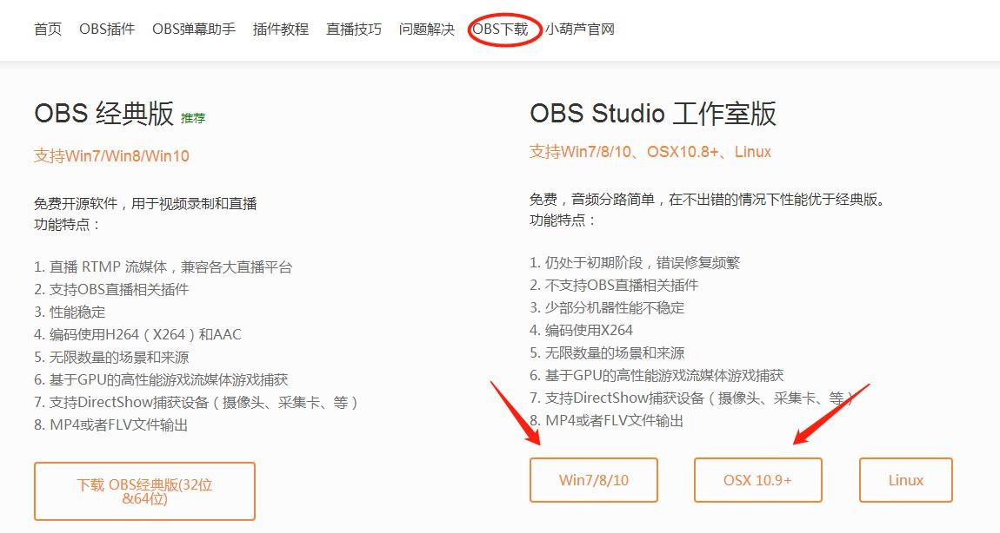 首页 OBS插件 OBS弹幕助手 插件教程 直播技巧 问题解决 OBS下载 小葫芦官网
OBS 经典版 推荐
支持Win7/Win8/Win10
免费开源软件，用于视频录制和直播
功能特点：
1. 直播 RTMP 流媒体，兼容各大直播平台
2. 支持OBS直播相关插件
3. 性能稳定
4. 编码使用H264（X264）和AAC
5. 无限数量的场景和来源
6. 基于GPU的高性能游戏流媒体游戏捕获
7. 支持DirectShow捕获设备（摄像头、采集卡、等）
8. MP4或者FLV文件输出
下载 OBS经典版(32位
&64位)
OBS Studio 工作室版
支持Win7/8/10、OSX10.8+、Linux
免费，音频分路简单，在不出错的情况下性能优于经典版。
功能特点：
1. 仍处于初期阶段，错误修复频繁
2. 不支持OBS直播相关插件
3. 少部分机器性能不稳定
4. 编码使用X264
5. 无限数量的场景和来源
6. 基于GPU的高性能游戏流媒体游戏捕获
7. 支持DirectShow捕获设备（摄像头、采集卡、等）
8. MP4或者FLV文件输出
Win7/8/10
OSX 10.9+
Linux